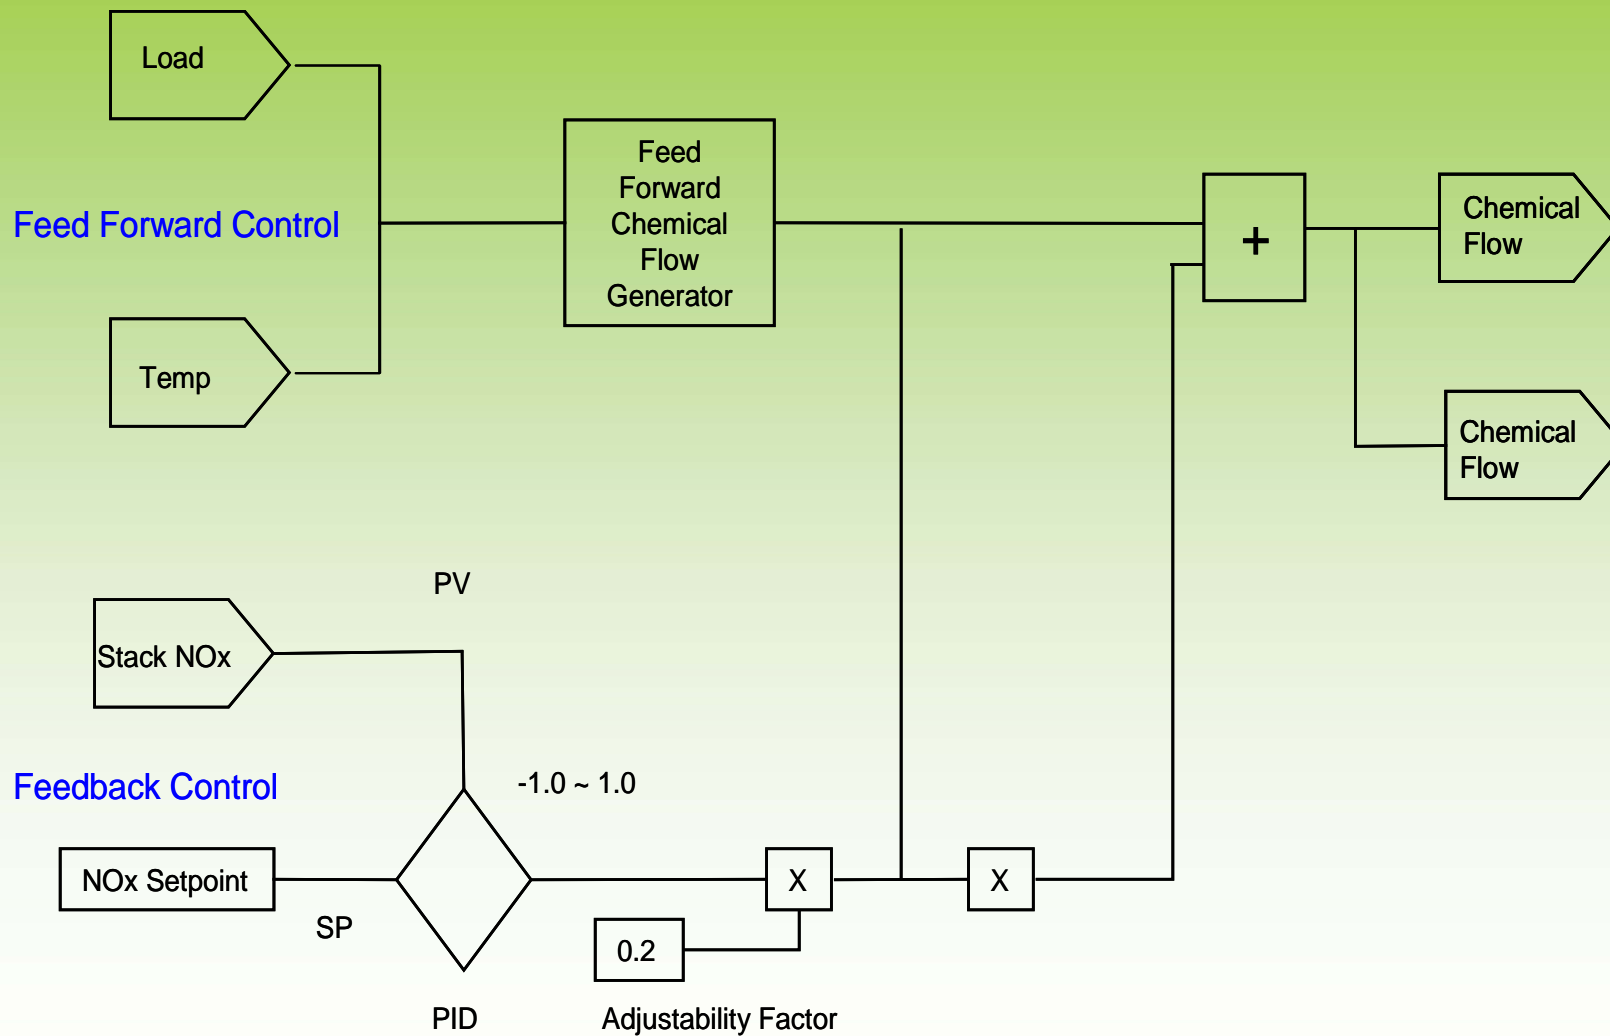 Load
Feed
Forward
Chemical
Flow
Generator
Feed Forward Control
+
Chemical
Flow
Temp
Chemical
Flow
PV
Stack NOx
Feedback Control
-1.0 ~ 1.0
NOx Setpoint
X
X
SP
0.2
PID
Adjustability Factor